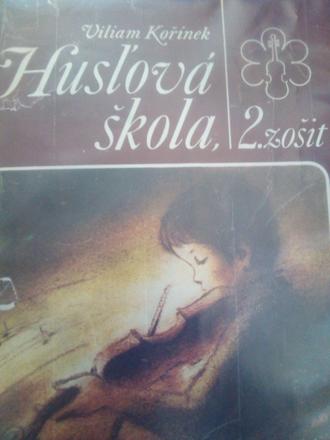 Viliam Kořínek
Husľová
škola,
2.zošit